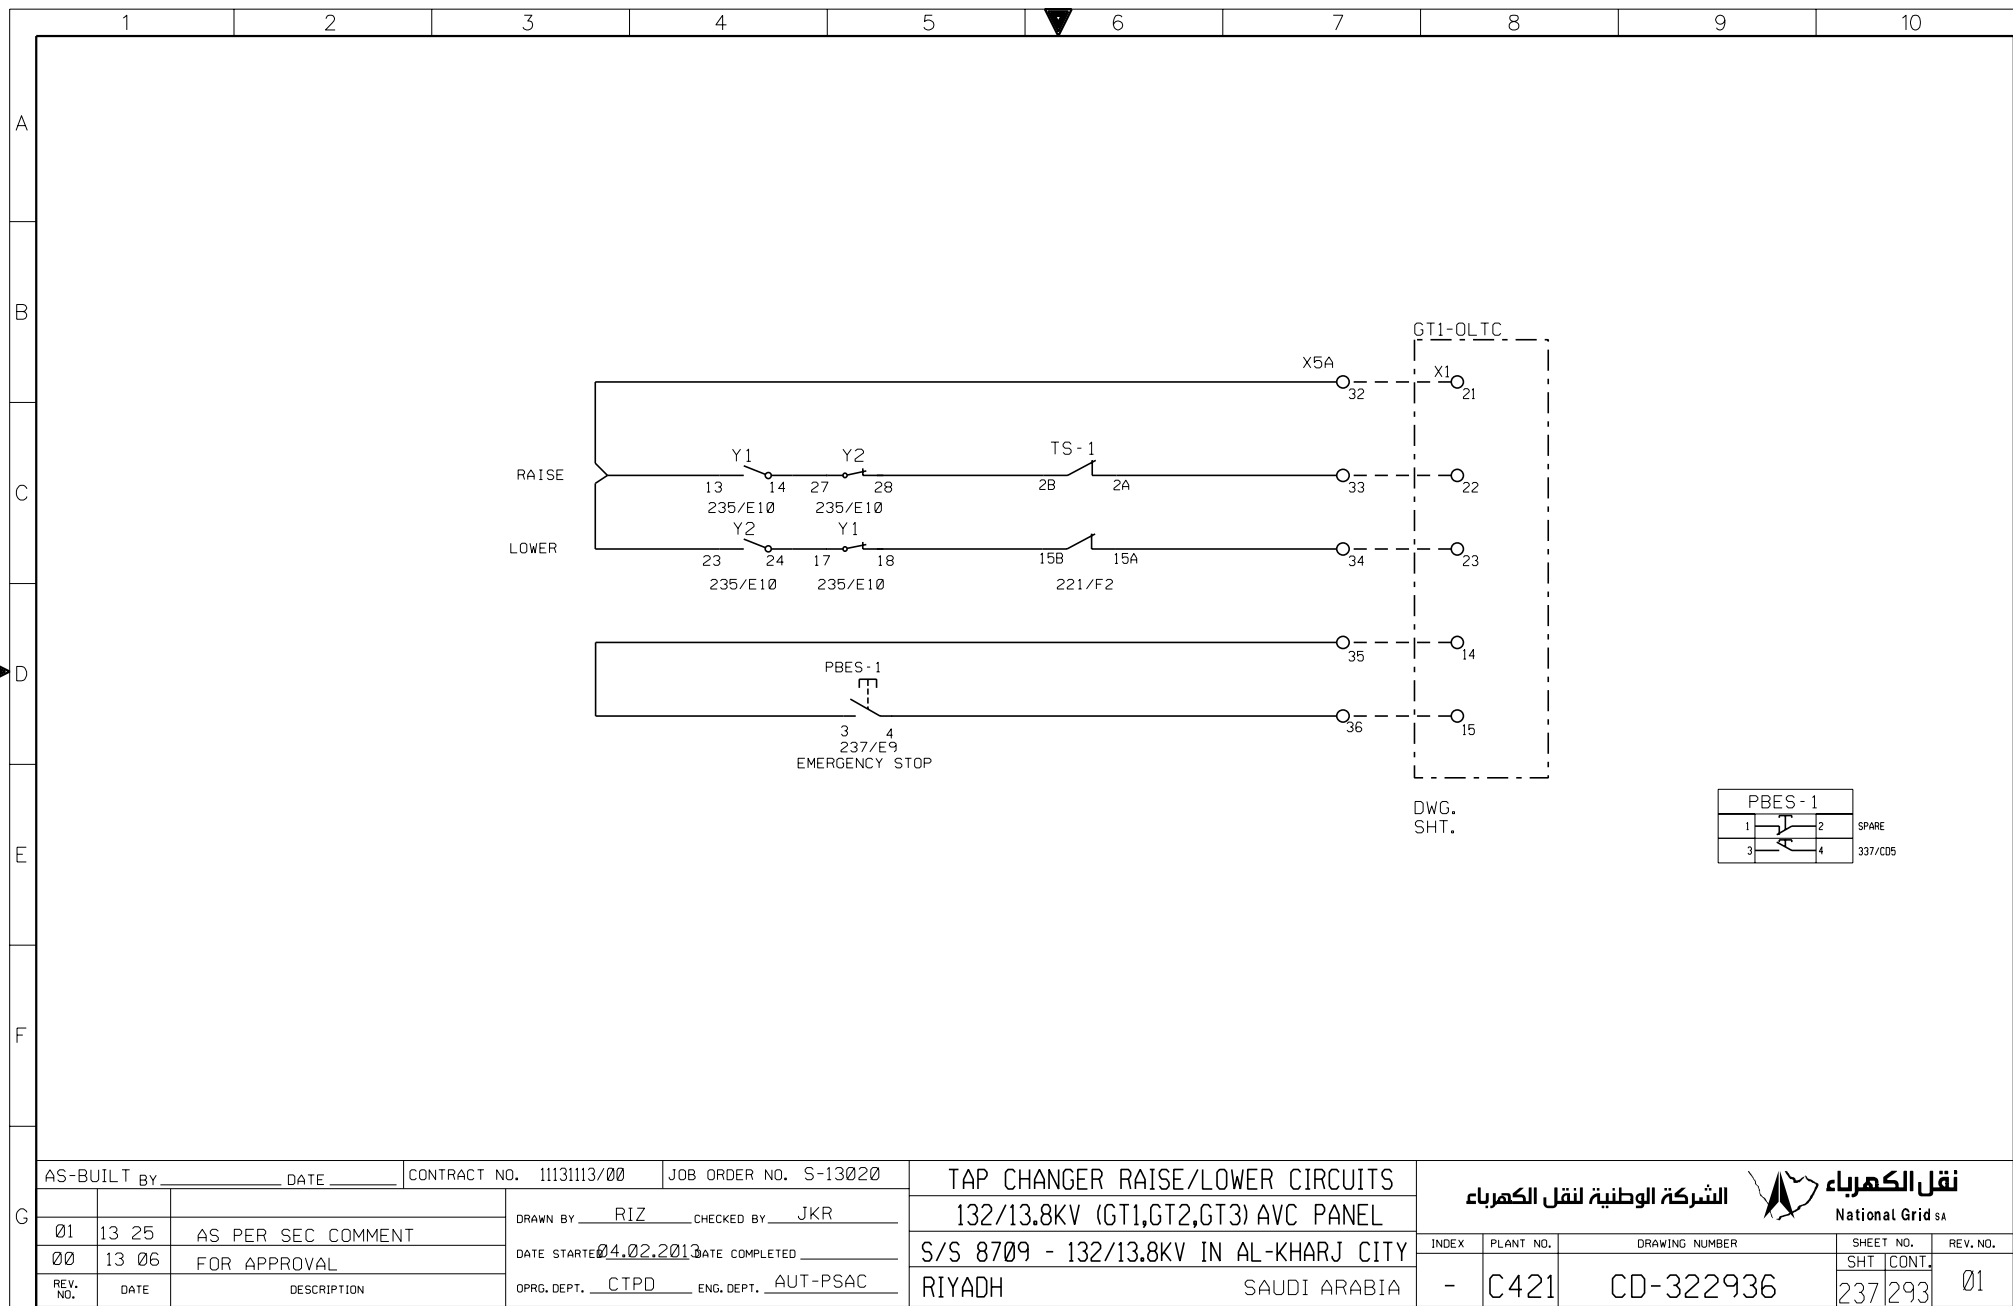 1 2 3 4 5 6 7 8 9 10
A
B
C
D
E
F
G
GT1-OLTC
X5A X1
32 21
RAISE
Y1 Y2 TS-1
13 14 27 28 2B 2A 33 22
235/E10 235/E10
LOWER
Y2 Y1
23 24 17 18 15B 15A 34 23
235/E10 235/E10 221/F2
35 14
PBES-1
3 4 36 15
237/E9
EMERGENCY STOP
DWG.
SHT.
PBES-1
1 2 SPARE
3 4 337/CD5
AS-BUILT BY DATE
CONTRACT NO. 11131113/00
JOB ORDER NO. S-13020
01 13 25 AS PER SEC COMMENT
00 13 06 FOR APPROVAL
REV. NO. DATE DESCRIPTION
DRAWN BY RIZ CHECKED BY JKR
DATE STARTED 04.02.2013 DATE COMPLETED
OPRG. DEPT. CTPD ENG. DEPT. AUT-PSAC
TAP CHANGER RAISE/LOWER CIRCUITS
132/13.8KV (GT1,GT2,GT3) AVC PANEL
S/S 8709 - 132/13.8KV IN AL-KHARJ CITY
RIYADH SAUDI ARABIA
الشركة الوطنية لنقل الكهرباء
نقل الكهرباء
National Grid SA
INDEX PLANT NO. DRAWING NUMBER SHEET NO. REV. NO.
SHT CONT.
- C421 CD-322936 237 293 01